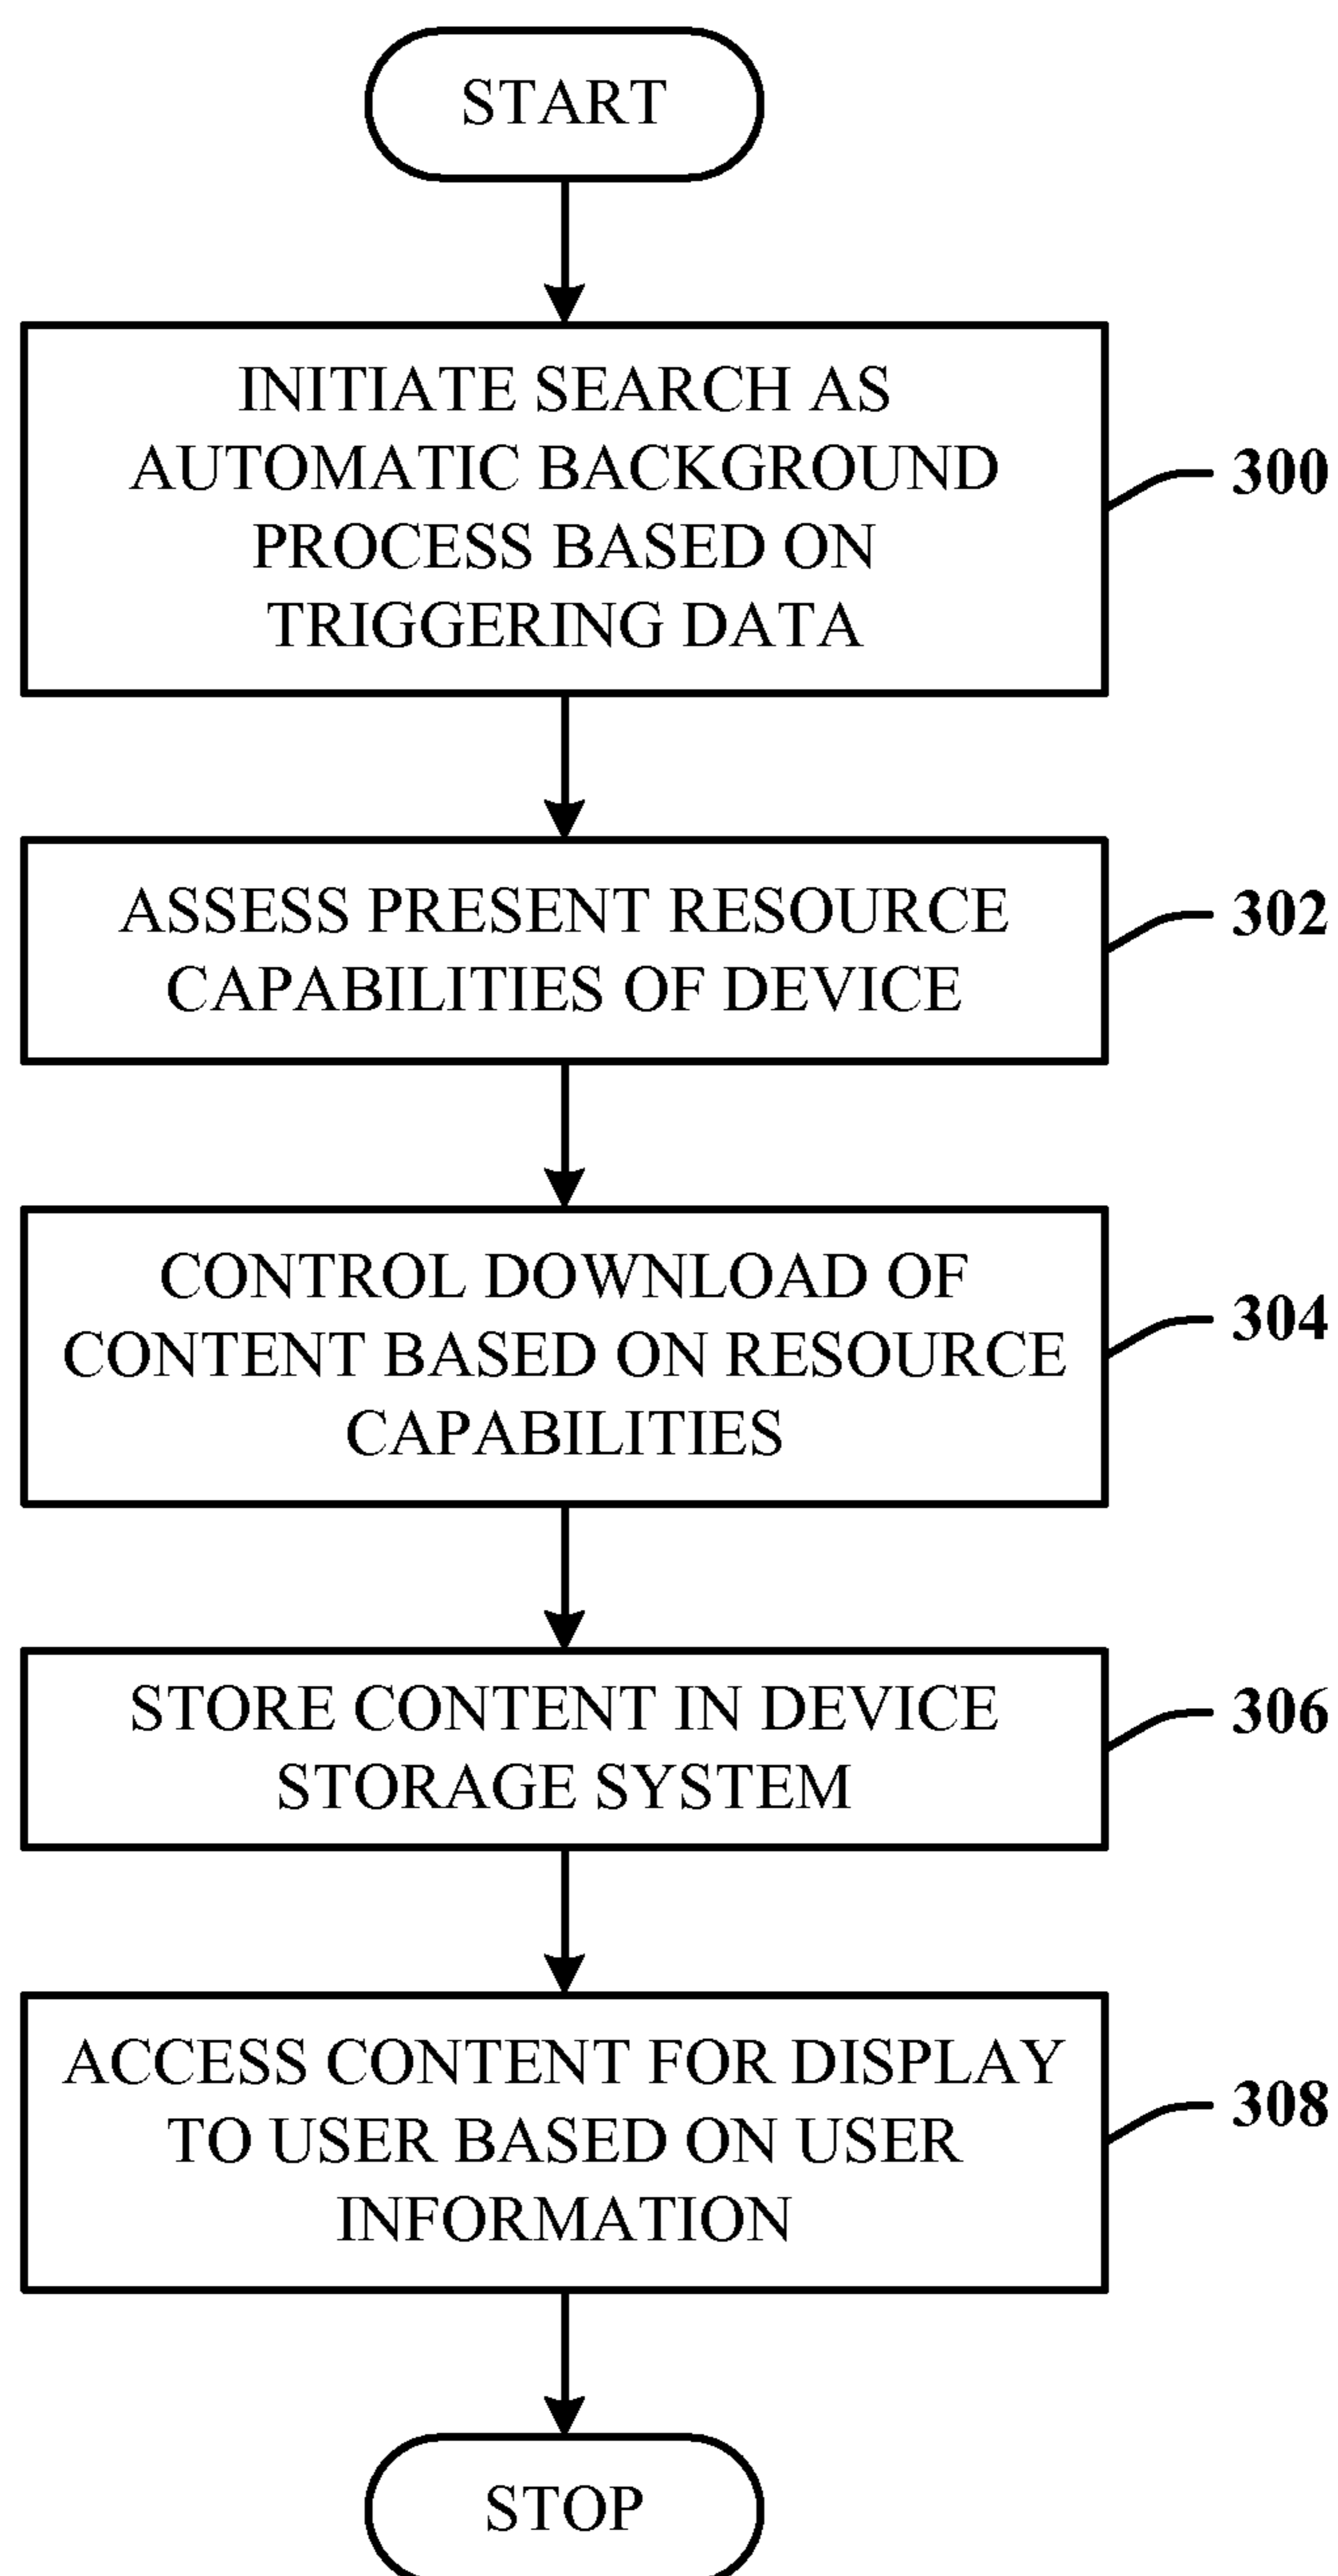 START
INITIATE SEARCH AS
AUTOMATIC BACKGROUND
PROCESS BASED ON
TRIGGERING DATA
300
ASSESS PRESENT RESOURCE
CAPABILITIES OF DEVICE
302
CONTROL DOWNLOAD OF
CONTENT BASED ON RESOURCE
CAPABILITIES
304
STORE CONTENT IN DEVICE
STORAGE SYSTEM
306
ACCESS CONTENT FOR DISPLAY
TO USER BASED ON USER
INFORMATION
308
STOP